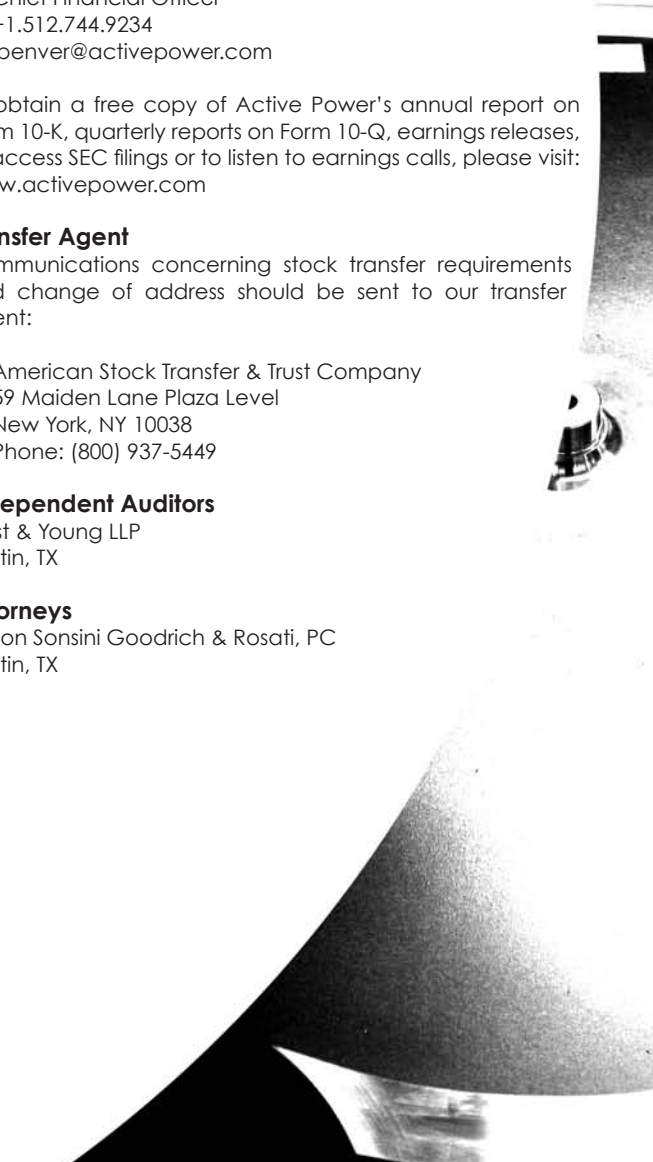 Chief Financial Officer
+1.512.744.9234
penver@activepower.com
obtain a free copy of Active Power's annual report on
m 10-K, quarterly reports on Form 10-Q, earnings releases,
access SEC filings or to listen to earnings calls, please visit:
w.activepower.com
nsfer Agent
mmunications concerning stock transfer requirements
d change of address should be sent to our transfer
ent:
American Stock Transfer & Trust Company
59 Maiden Lane Plaza Level
New York, NY 10038
Phone: (800) 937-5449
ependent Auditors
st & Young LLP
tin, TX
orneys
on Sonsini Goodrich & Rosati, PC
tin, TX